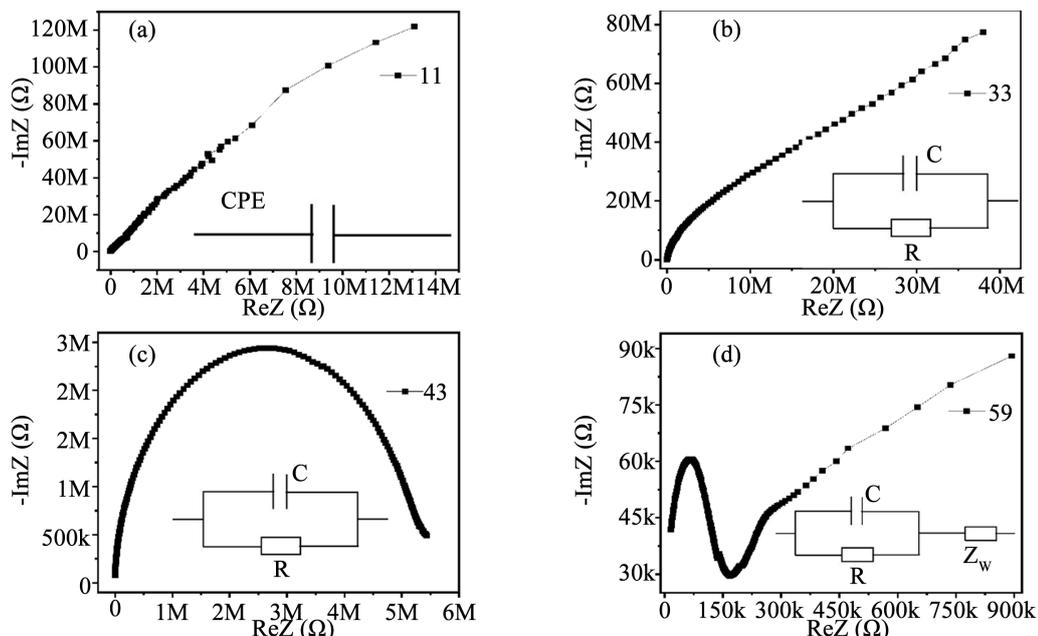 (a)
120M
100M
80M
60M
40M
20M
0
-ImZ (Ω)
11
CPE
0 2M 4M 6M 8M 10M 12M 14M
ReZ (Ω)
(b)
80M
60M
40M
20M
0
-ImZ (Ω)
33
C
R
0 10M 20M 30M 40M
ReZ (Ω)
(c)
3M
2M
2M
1M
1M
500k
0
-ImZ (Ω)
43
C
R
0 1M 2M 3M 4M 5M 6M
ReZ (Ω)
(d)
90k
75k
60k
45k
30k
-ImZ (Ω)
59
C
R
Zw
0 150k 300k 450k 600k 750k 900k
ReZ (Ω)